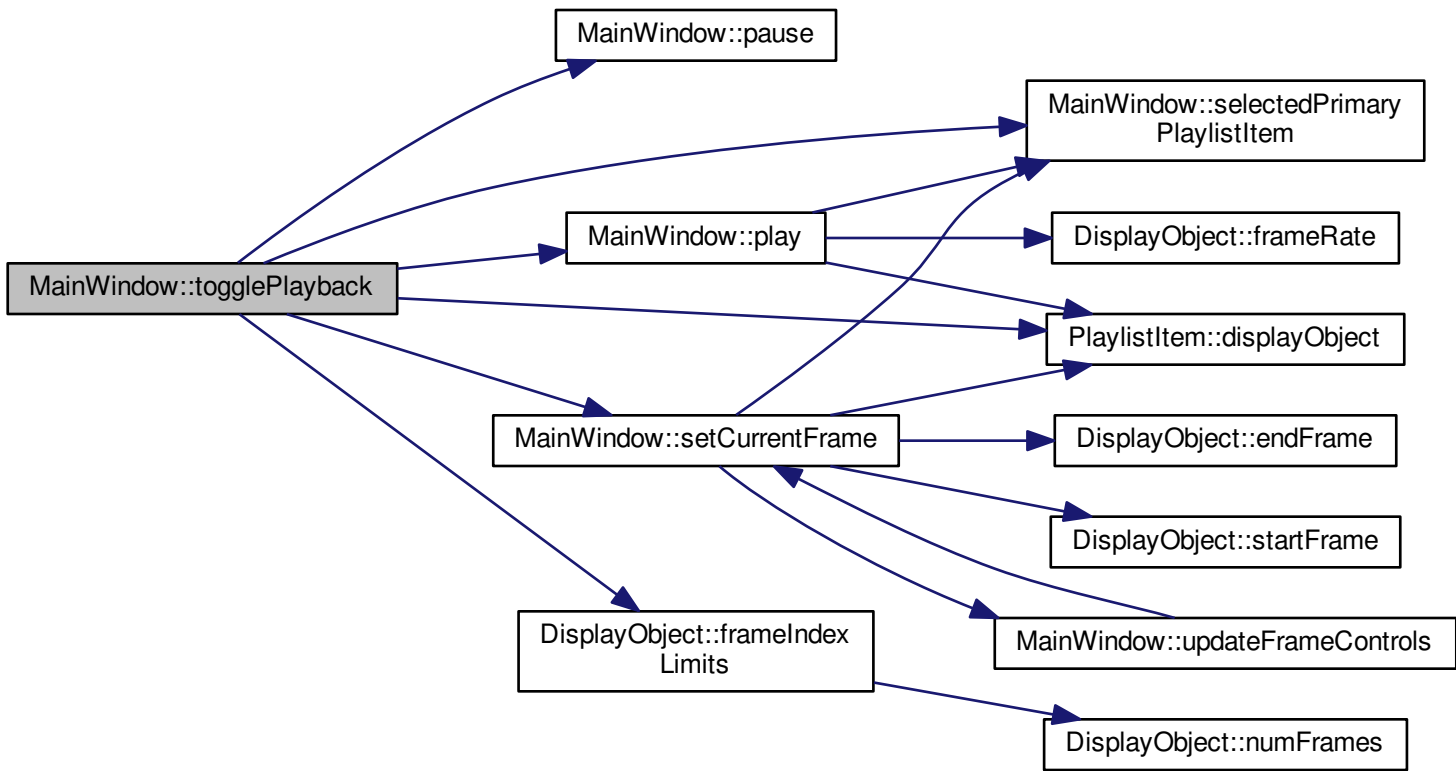 MainWindow::pause
MainWindow::selectedPrimary
PlaylistItem
MainWindow::play
DisplayObject::frameRate
MainWindow::togglePlayback
PlaylistItem::displayObject
MainWindow::setCurrentFrame
DisplayObject::endFrame
DisplayObject::startFrame
DisplayObject::frameIndex
Limits
MainWindow::updateFrameControls
DisplayObject::numFrames